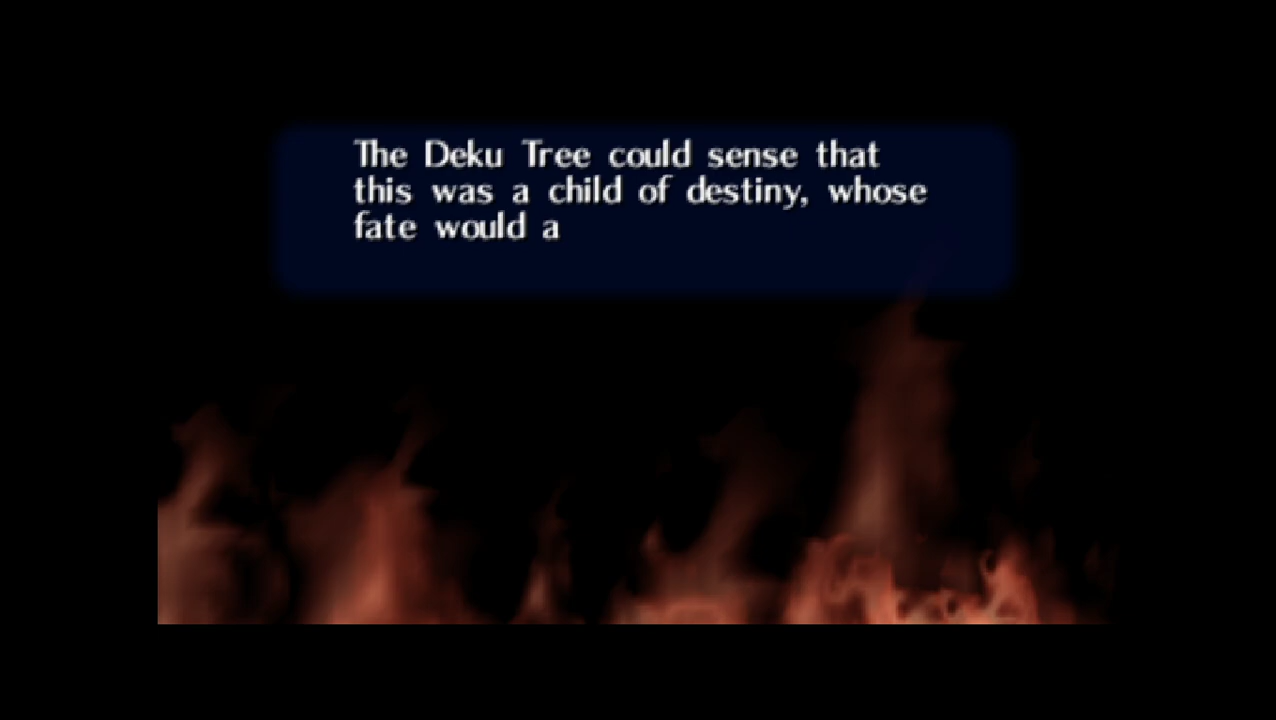 The Deku Tree could sense that
this was a child of destiny, whose
fate would a